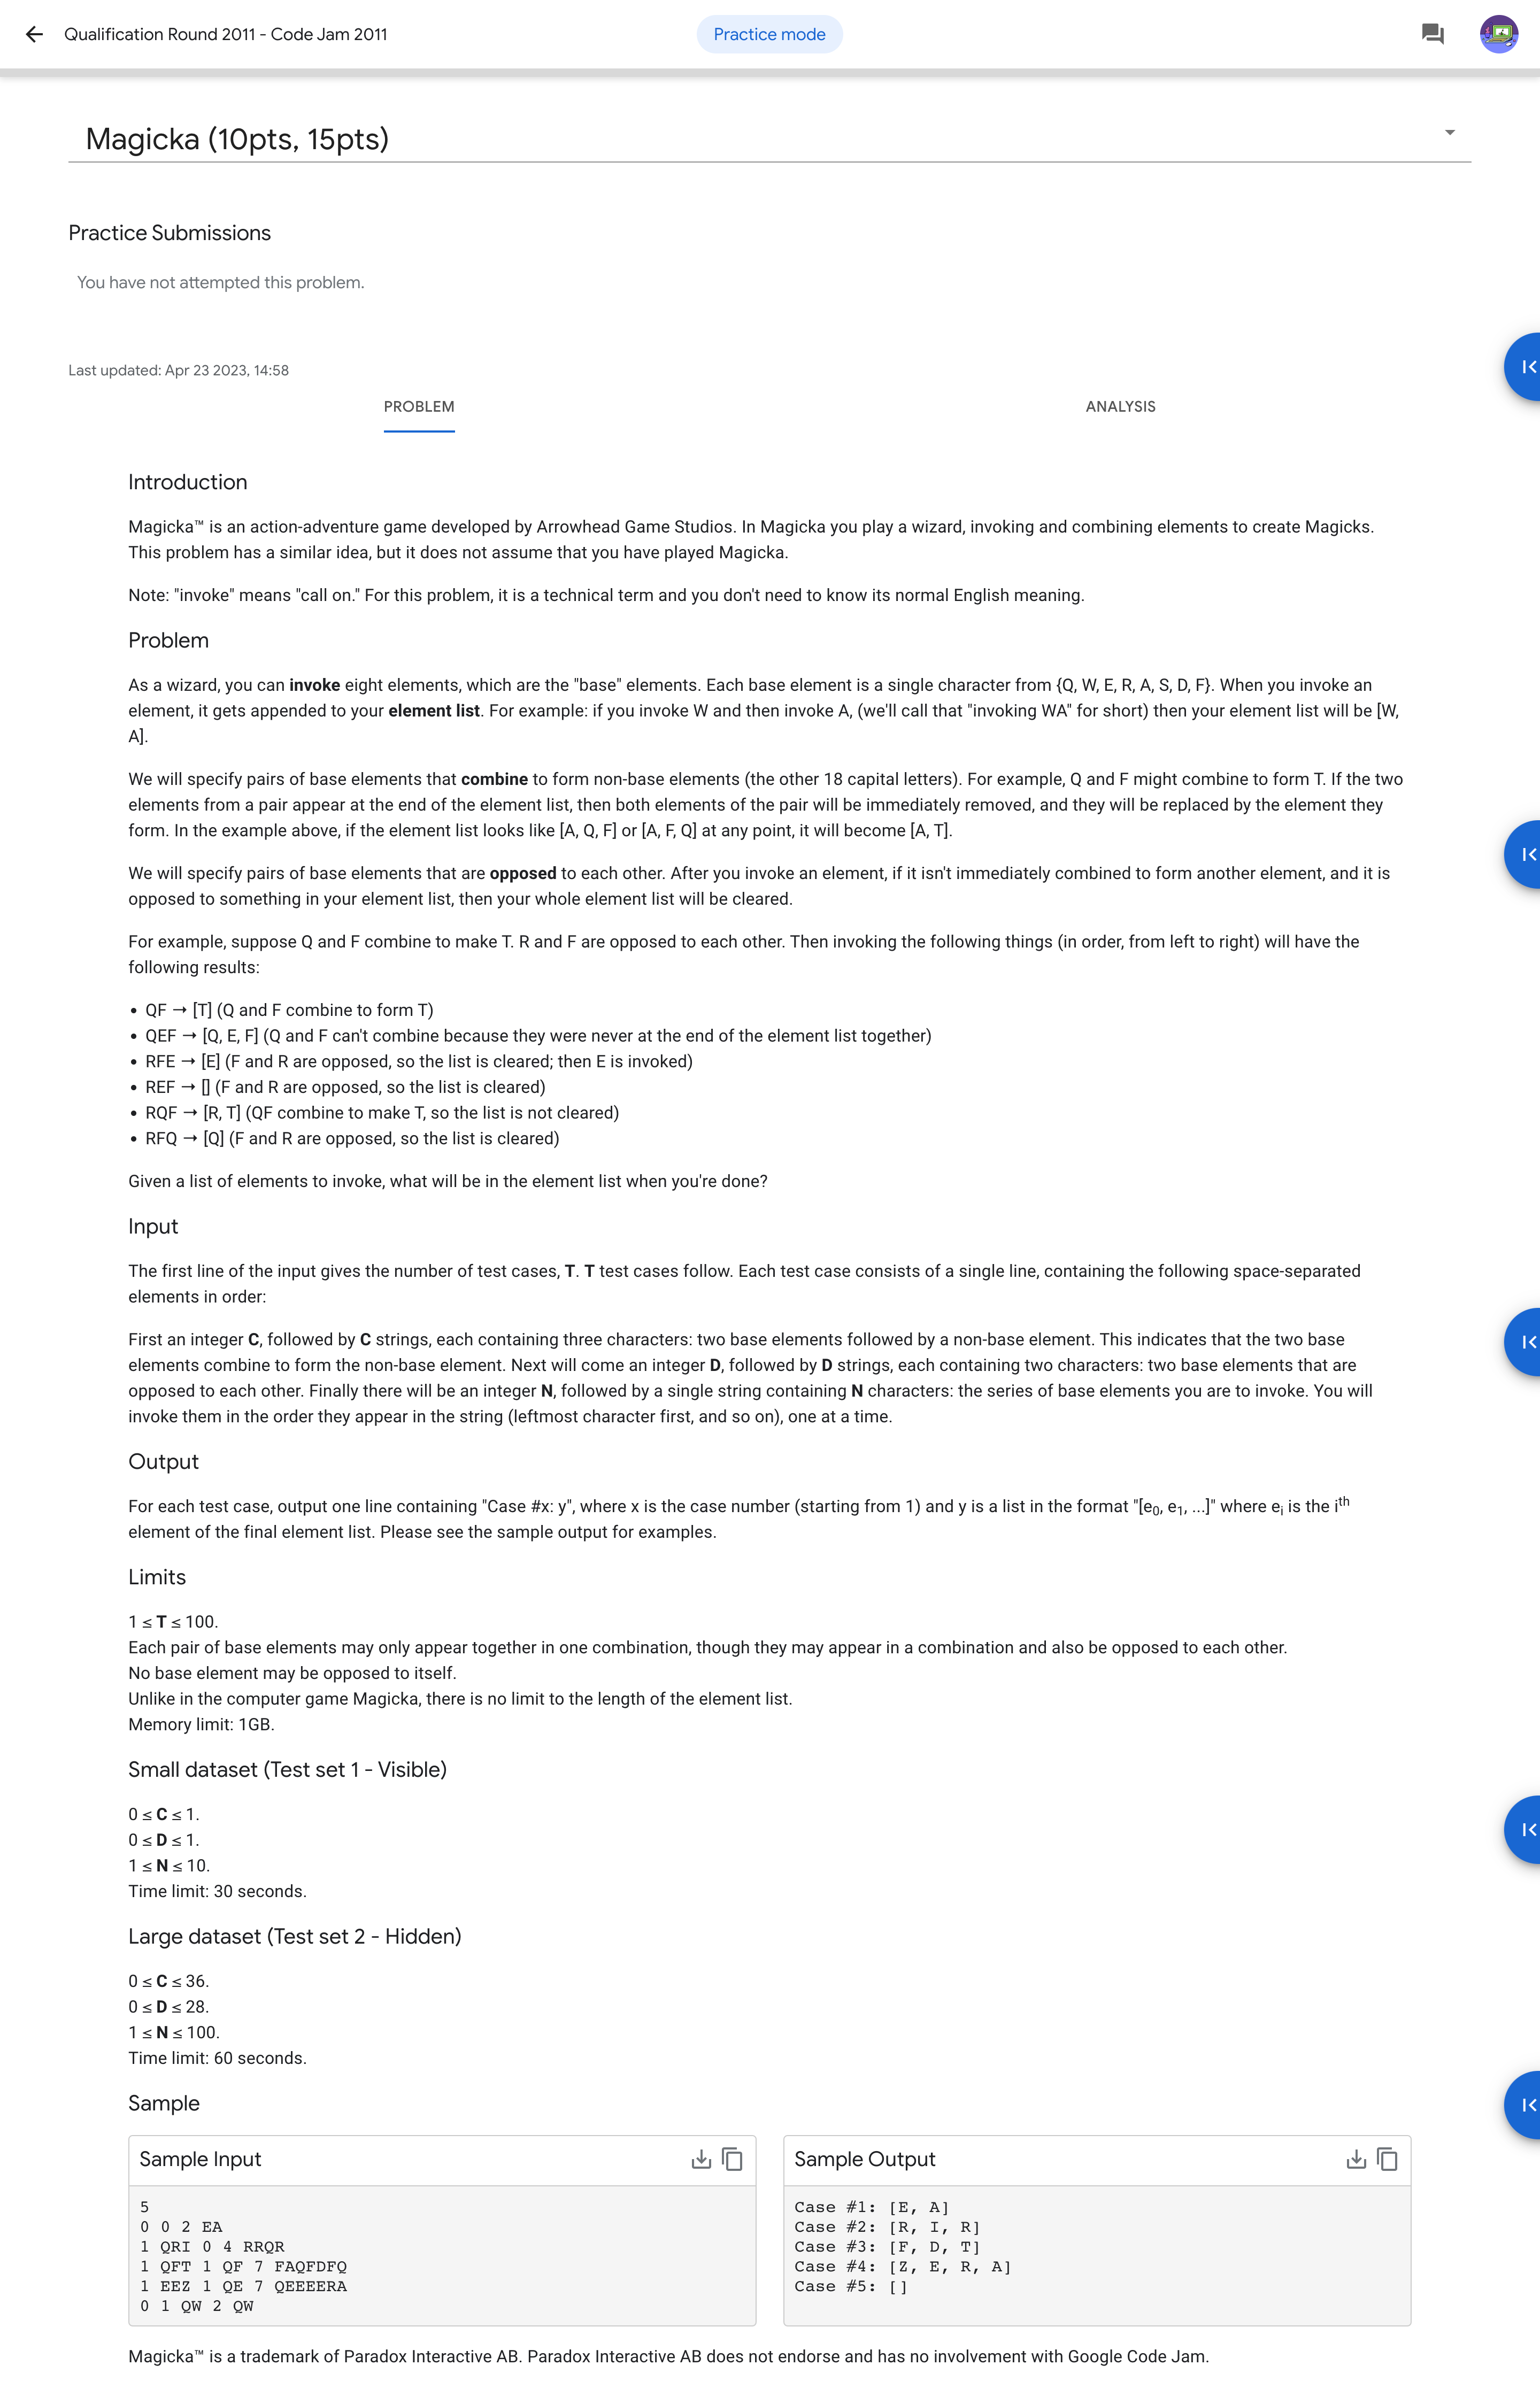 Qualification Round 2011 - Code Jam 2011
Practice mode
Magicka (10pts, 15pts)
Practice Submissions
You have not attempted this problem.
Last updated: Apr 23 2023, 14:58
PROBLEM
ANALYSIS
Introduction
Magicka™ is an action-adventure game developed by Arrowhead Game Studios. In Magicka you play a wizard, invoking and combining elements to create Magicks.
This problem has a similar idea, but it does not assume that you have played Magicka.
Note: "invoke" means "call on." For this problem, it is a technical term and you don't need to know its normal English meaning.
Problem
As a wizard, you can invoke eight elements, which are the "base" elements. Each base element is a single character from {Q, W, E, R, A, S, D, F}. When you invoke an
element, it gets appended to your element list. For example: if you invoke W and then invoke A, (we'll call that "invoking WA" for short) then your element list will be [W,
A].
We will specify pairs of base elements that combine to form non-base elements (the other 18 capital letters). For example, Q and F might combine to form T. If the two
elements from a pair appear at the end of the element list, then both elements of the pair will be immediately removed, and they will be replaced by the element they
form. In the example above, if the element list looks like [A, Q, F] or [A, F, Q] at any point, it will become [A, T].
We will specify pairs of base elements that are opposed to each other. After you invoke an element, if it isn't immediately combined to form another element, and it is
opposed to something in your element list, then your whole element list will be cleared.
For example, suppose Q and F combine to make T. R and F are opposed to each other. Then invoking the following things (in order, from left to right) will have the
following results:
• QF → [T] (Q and F combine to form T)
• QEF → [Q, E, F] (Q and F can't combine because they were never at the end of the element list together)
• RFE → [E] (F and R are opposed, so the list is cleared; then E is invoked)
• REF → [] (F and R are opposed, so the list is cleared)
• RQF → [R, T] (QF combine to make T, so the list is not cleared)
• RFQ → [Q] (F and R are opposed, so the list is cleared)
Given a list of elements to invoke, what will be in the element list when you're done?
Input
The first line of the input gives the number of test cases, T. T test cases follow. Each test case consists of a single line, containing the following space-separated
elements in order:
First an integer C, followed by C strings, each containing three characters: two base elements followed by a non-base element. This indicates that the two base
elements combine to form the non-base element. Next will come an integer D, followed by D strings, each containing two characters: two base elements that are
opposed to each other. Finally there will be an integer N, followed by a single string containing N characters: the series of base elements you are to invoke. You will
invoke them in the order they appear in the string (leftmost character first, and so on), one at a time.
Output
For each test case, output one line containing "Case #x: y", where x is the case number (starting from 1) and y is a list in the format "[e0, e1, ...]" where ei is the ith
element of the final element list. Please see the sample output for examples.
Limits
1 ≤ T ≤ 100.
Each pair of base elements may only appear together in one combination, though they may appear in a combination and also be opposed to each other.
No base element may be opposed to itself.
Unlike in the computer game Magicka, there is no limit to the length of the element list.
Memory limit: 1GB.
Small dataset (Test set 1 - Visible)
0 ≤ C ≤ 1.
0 ≤ D ≤ 1.
1 ≤ N ≤ 10.
Time limit: 30 seconds.
Large dataset (Test set 2 - Hidden)
0 ≤ C ≤ 36.
0 ≤ D ≤ 28.
1 ≤ N ≤ 100.
Time limit: 60 seconds.
Sample
Sample Input
5
0 0 2 EA
1 QRI 0 4 RRQR
1 QFT 1 QF 7 FAQFDFQ
1 EEZ 1 QE 7 QEEEERA
0 1 QW 2 QW
Sample Output
Case #1: [E, A]
Case #2: [R, I, R]
Case #3: [F, D, T]
Case #4: [Z, E, R, A]
Case #5: []
Magicka™ is a trademark of Paradox Interactive AB. Paradox Interactive AB does not endorse and has no involvement with Google Code Jam.